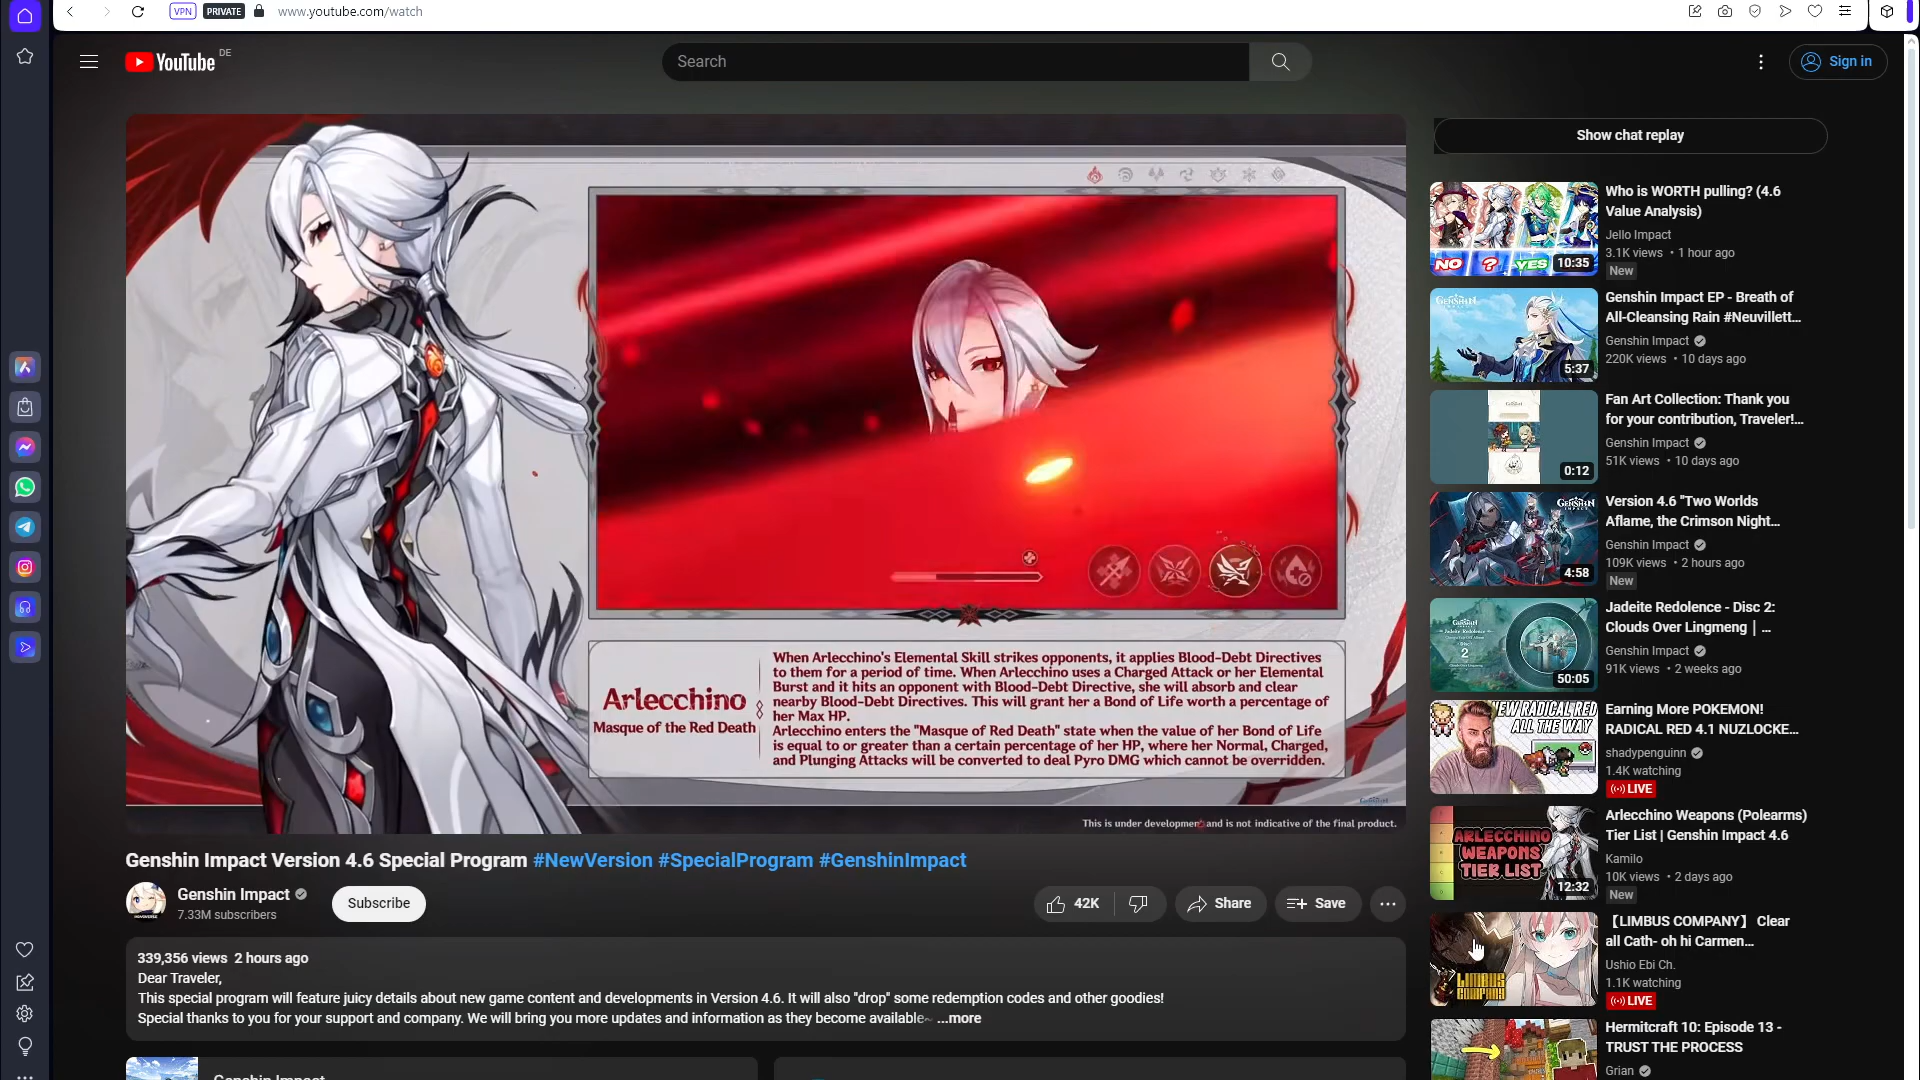 VPN PRIVATE www.youtube.com/watch
YouTube DE
Search
Sign in
Arlecchino
Masque of the Red Death
When Arlecchino's Elemental Skill strikes opponents, it applies Blood-Debt Directives
to them for a period of time. When Arlecchino uses a Charged Attack or her Elemental
Burst and it hits an opponent with Blood-Debt Directive, she will absorb and clear
nearby Blood-Debt Directives. This will grant her a Bond of Life worth a percentage of
her Max HP.
Arlecchino enters the "Masque of Red Death" state when the value of her Bond of Life
is equal to or greater than a certain percentage of her HP, where her Normal, Charged,
and Plunging Attacks will be converted to deal Pyro DMG which cannot be overridden.
This is under development and is not indicative of the final product.
Genshin Impact Version 4.6 Special Program #NewVersion #SpecialProgram #GenshinImpact
Genshin Impact
7.33M subscribers
Subscribe
42K
Share
Save
339,356 views 2 hours ago
Dear Traveler,
This special program will feature juicy details about new game content and developments in Version 4.6. It will also "drop" some redemption codes and other goodies!
Special thanks to you for your support and company. We will bring you more updates and information as they become available~ ...more
Genshin Impact
Show chat replay
NO ? YES 10:35
Who is WORTH pulling? (4.6
Value Analysis)
Jello Impact
3.1K views • 1 hour ago
New
GENSHIN
5:37
Genshin Impact EP - Breath of
All-Cleansing Rain #Neuvillett...
Genshin Impact
220K views • 10 days ago
0:12
Fan Art Collection: Thank you
for your contribution, Traveler!...
Genshin Impact
51K views • 10 days ago
GENSHIN
4:58
Version 4.6 "Two Worlds
Aflame, the Crimson Night...
Genshin Impact
109K views • 2 hours ago
New
Jadeite Redolence
2
50:05
Jadeite Redolence - Disc 2:
Clouds Over Lingmeng | ...
Genshin Impact
91K views • 2 weeks ago
NEW RADICAL RED
ALL THE WAY
Earning More POKEMON!
RADICAL RED 4.1 NUZLOCKE...
shadypenguinn
1.4K watching
LIVE
ARLECCHINO
WEAPONS
TIER LIST
12:32
Arlecchino Weapons (Polearms)
Tier List | Genshin Impact 4.6
Kamilo
10K views • 2 days ago
New
LIMBUS
COMPANY
【LIMBUS COMPANY】 Clear
all Cath- oh hi Carmen...
Ushio Ebi Ch.
1.1K watching
LIVE
Hermitcraft 10: Episode 13 -
TRUST THE PROCESS
Grian